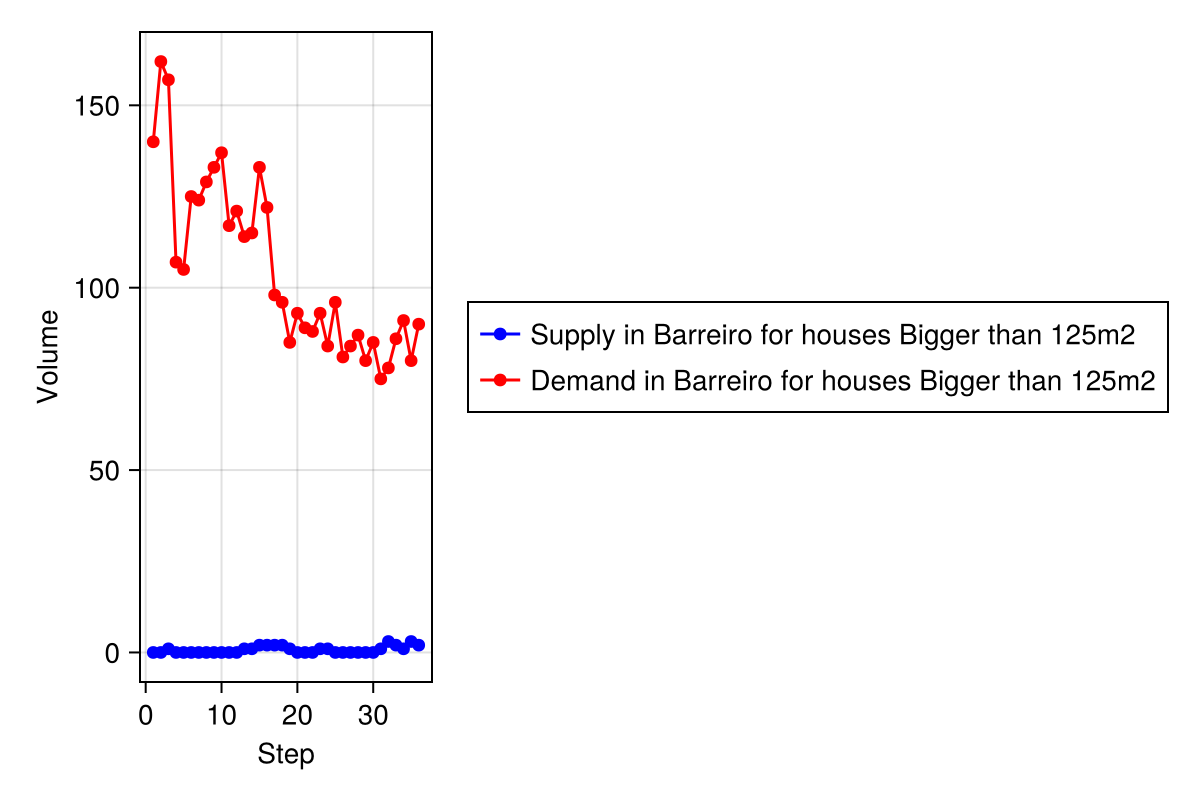 150
100
50
0
Volume
0 10 20 30
Step
Supply in Barreiro for houses Bigger than 125m2
Demand in Barreiro for houses Bigger than 125m2